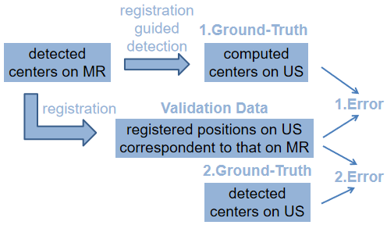 registration
guided
detection
1.Ground-Truth
detected
centers on MR
computed
centers on US
registration
Validation Data
1.Error
registered positions on US
correspondent to that on MR
2.Ground-Truth
2.Error
detected
centers on US